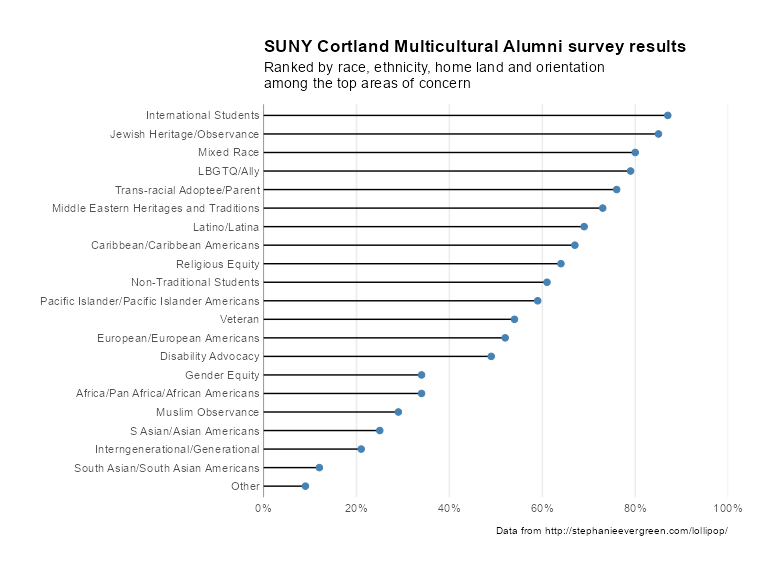 SUNY Cortland Multicultural Alumni survey results
Ranked by race, ethnicity, home land and orientation
among the top areas of concern
International Students
Jewish Heritage/Observance
Mixed Race
LBGTQ/Ally
Trans-racial Adoptee/Parent
Middle Eastern Heritages and Traditions
Latino/Latina
Caribbean/Caribbean Americans
Religious Equity
Non-Traditional Students
Pacific Islander/Pacific Islander Americans
Veteran
European/European Americans
Disability Advocacy
Gender Equity
Africa/Pan Africa/African Americans
Muslim Observance
S Asian/Asian Americans
Interngenerational/Generational
South Asian/South Asian Americans
Other
0% 20% 40% 60% 80% 100%
Data from http://stephanieevergreen.com/lollipop/